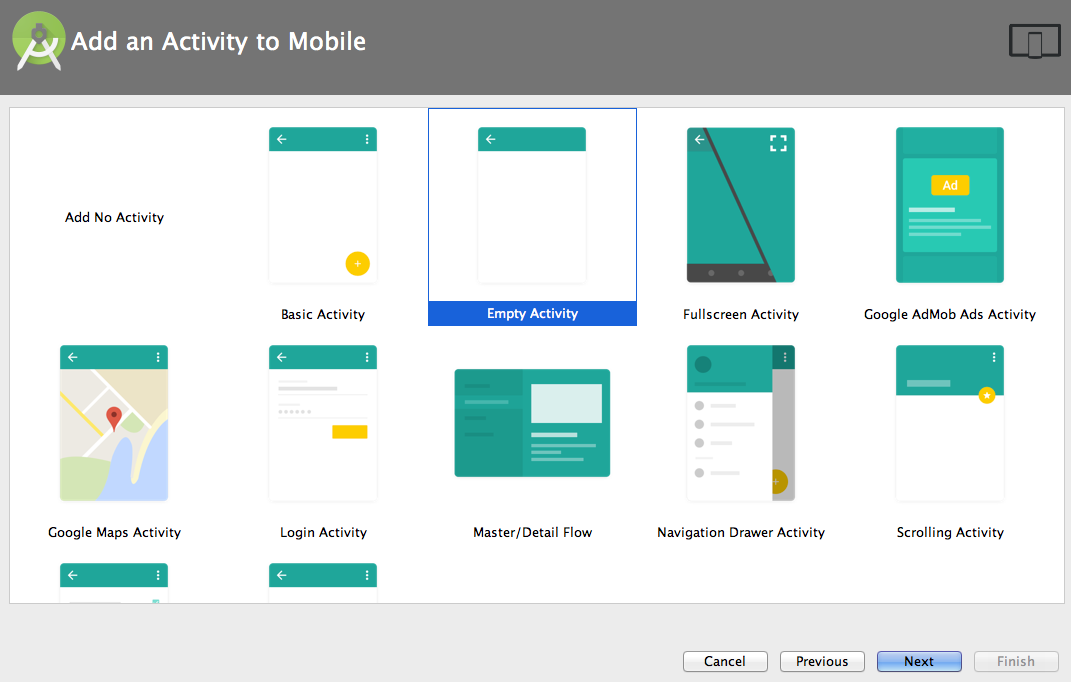 Add an Activity to Mobile
Ad
Add No Activity
Basic Activity
Empty Activity
Fullscreen Activity
Google AdMob Ads Activity
Google Maps Activity
Login Activity
Master/Detail Flow
Navigation Drawer Activity
Scrolling Activity
Cancel
Previous
Next
Finish